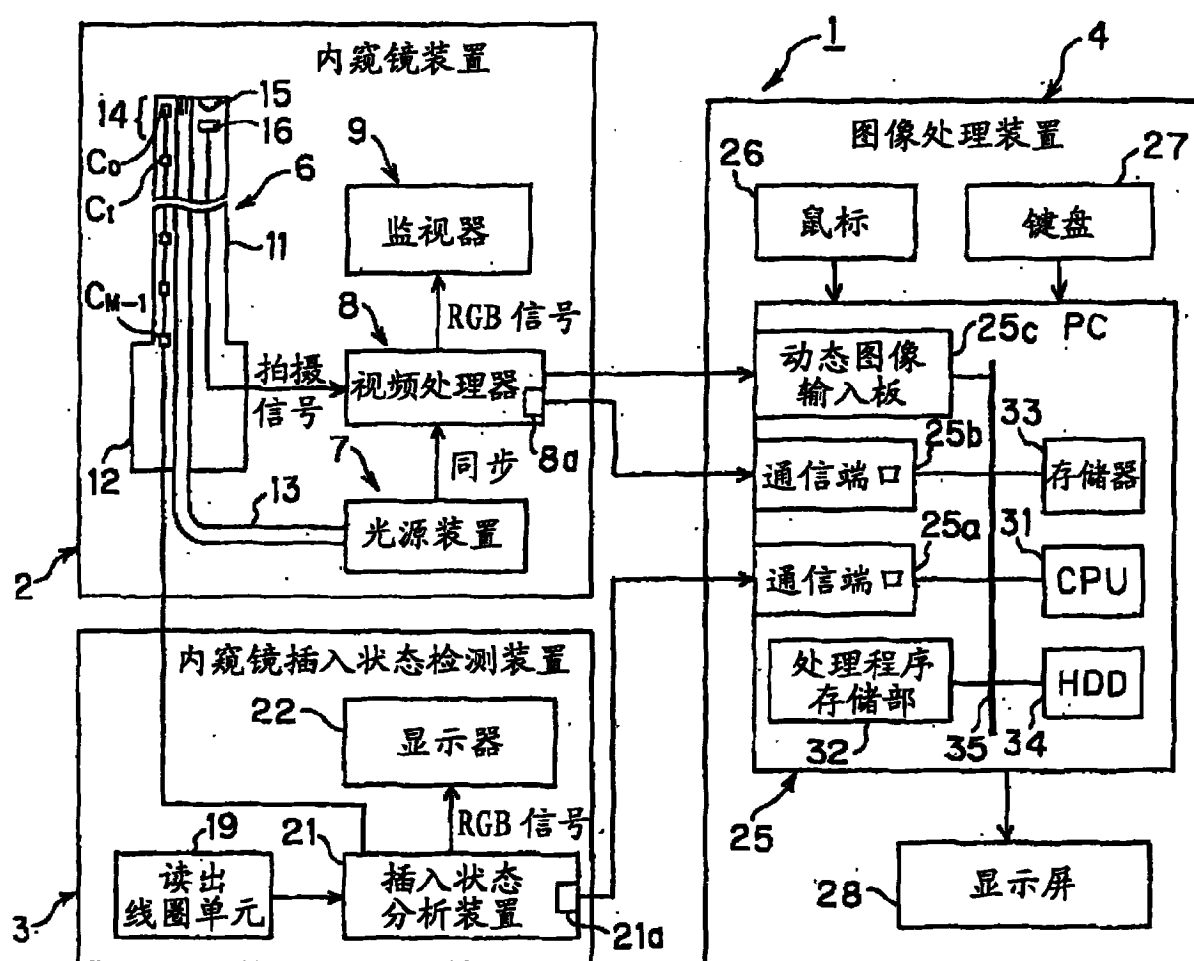 1
4
内窥镜装置
图像处理装置
14
15
16
C0
C1
CM-1
6
11
12
13
9
监视器
RGB 信号
8
视频处理器
8a
拍摄
信号
同步
7
光源装置
2
26
鼠标
27
键盘
PC
25c
动态图像
输入板
25b
通信端口
33
存储器
25a
通信端口
31
CPU
处理程序
存储部
32
35
HDD
34
25
28
显示屏
内窥镜插入状态检测装置
22
显示器
RGB 信号
19
读出
线圈单元
21
插入状态
分析装置
21a
3